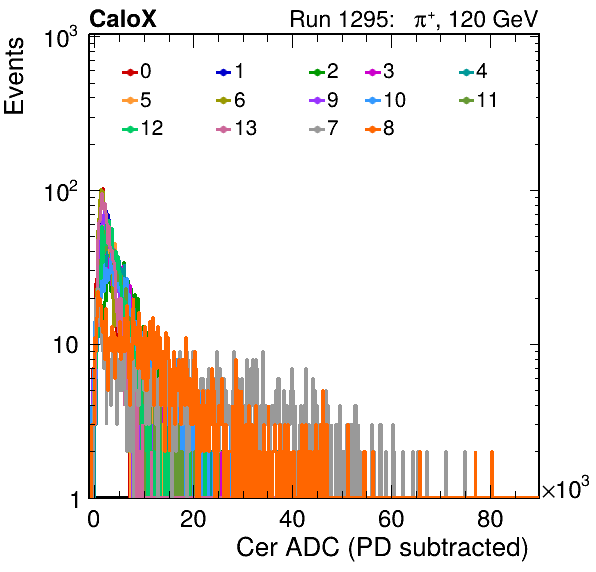 CaloX Run 1295: π⁺, 120 GeV
Events
10³
0 1 2 3 4
5 6 9 10 11
12 13 7 8
10²
10
1
0 20 40 60 80 ×10³
Cer ADC (PD subtracted)